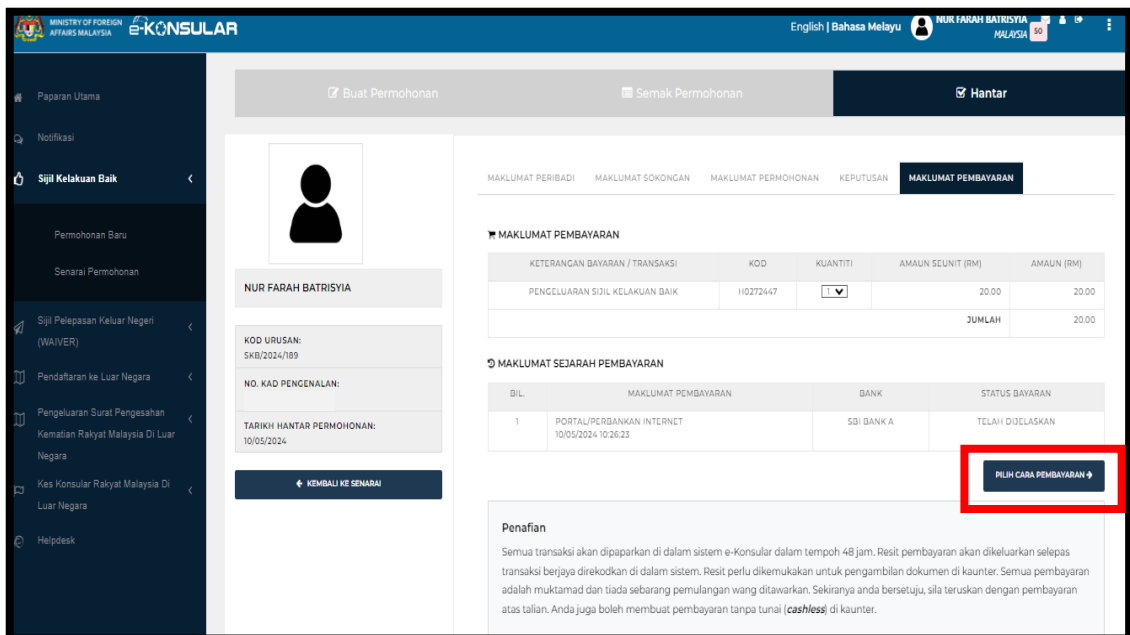 MINISTRY OF FOREIGN
AFFAIRS MALAYSIA
e-KONSULAR
English | Bahasa Melayu
NUR FARAH BATRISYIA
MALAYSIA
50
Paparan Utama
Notifikasi
Sijil Kelakuan Baik
Permohonan Baru
Senarai Permohonan
Sijil Pelepasan Keluar Negeri
(WAIVER)
Pendaftaran ke Luar Negara
Pengeluaran Surat Pengesahan
Kematian Rakyat Malaysia Di Luar
Negara
Kes Konsular Rakyat Malaysia Di
Luar Negara
Helpdesk
Buat Permohonan
Semak Permohonan
Hantar
NUR FARAH BATRISYIA
KOD URUSAN:
SKB/2024/189
NO. KAD PENGENALAN:
TARIKH HANTAR PERMOHONAN:
10/05/2024
KEMBALI KE SENARAI
MAKLUMAT PERIBADI MAKLUMAT SOKONGAN MAKLUMAT PERMOHONAN KEPUTUSAN MAKLUMAT PEMBAYARAN
MAKLUMAT PEMBAYARAN
KETERANGAN BAYARAN / TRANSAKSI KOD KUANTITI AMAUN SEUNIT (RM) AMAUN (RM)
PENGELUARAN SIJIL KELAKUAN BAIK H0272447 1 20.00 20.00
JUMLAH 20.00
MAKLUMAT SEJARAH PEMBAYARAN
BIL. MAKLUMAT PEMBAYARAN BANK STATUS BAYARAN
1 PORTAL/PERBANKAN INTERNET SBI BANK A TELAH DIJELASKAN
10/05/2024 10:26:23
PILIH CARA PEMBAYARAN
Penafian
Semua transaksi akan dipaparkan di dalam sistem e-Konsular dalam tempoh 48 jam. Resit pembayaran akan dikeluarkan selepas
transaksi berjaya direkodkan di dalam sistem. Resit perlu dikemukakan untuk pengambilan dokumen di kaunter. Semua pembayaran
adalah muktamad dan tiada sebarang pemulangan wang ditawarkan. Sekiranya anda bersetuju, sila teruskan dengan pembayaran
atas talian. Anda juga boleh membuat pembayaran tanpa tunai (cashless) di kaunter.